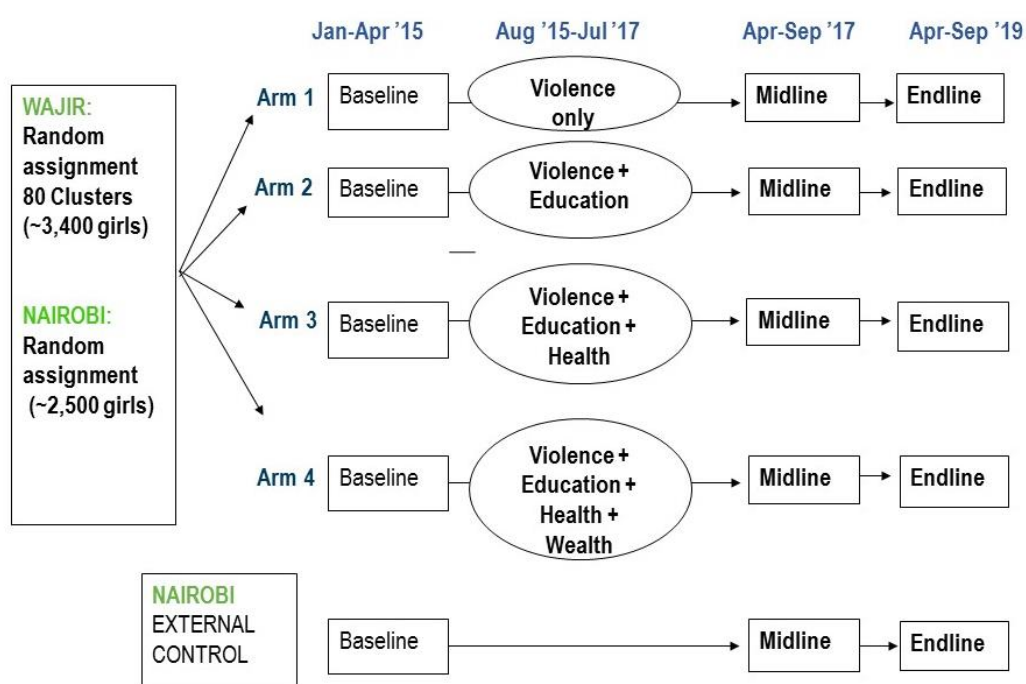 Jan-Apr ’15
Aug ’15-Jul ’17
Apr-Sep ’17
Apr-Sep ’19
WAJIR:
Random
assignment
80 Clusters
(~3,400 girls)
NAIROBI:
Random
assignment
(~2,500 girls)
Arm 1
Baseline
Violence
only
Midline
Endline
Arm 2
Baseline
Violence +
Education
Midline
Endline
Arm 3
Baseline
Violence +
Education +
Health
Midline
Endline
Arm 4
Baseline
Violence +
Education +
Health +
Wealth
Midline
Endline
NAIROBI
EXTERNAL
CONTROL
Baseline
Midline
Endline